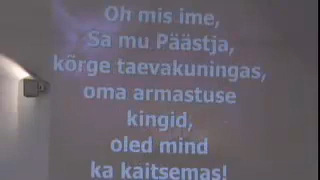 Oh mis ime,
Sa mu Päästja,
kõrge taevakuningas,
oma armastuse
kingid,
oled mind
ka kaitsemas!